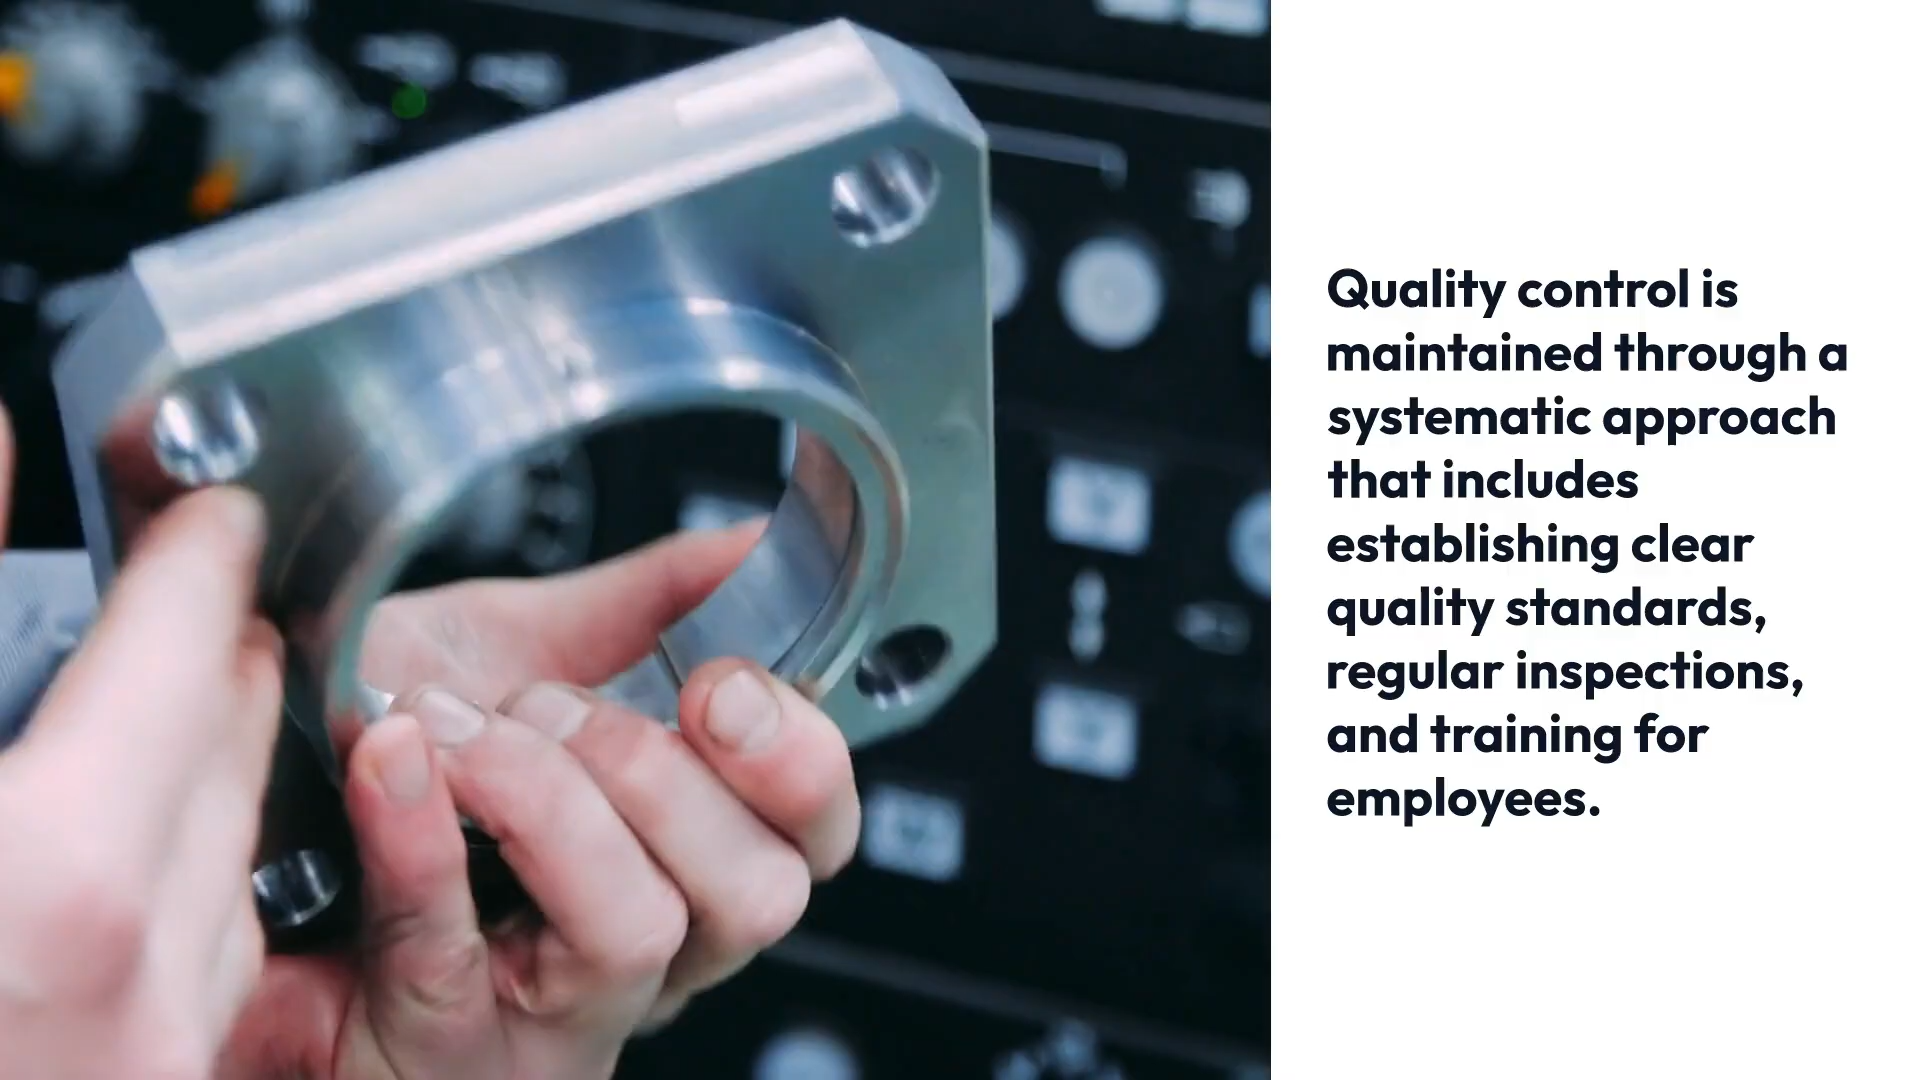 Quality control is
maintained through a
systematic approach
that includes
establishing clear
quality standards,
regular inspections,
and training for
employees.